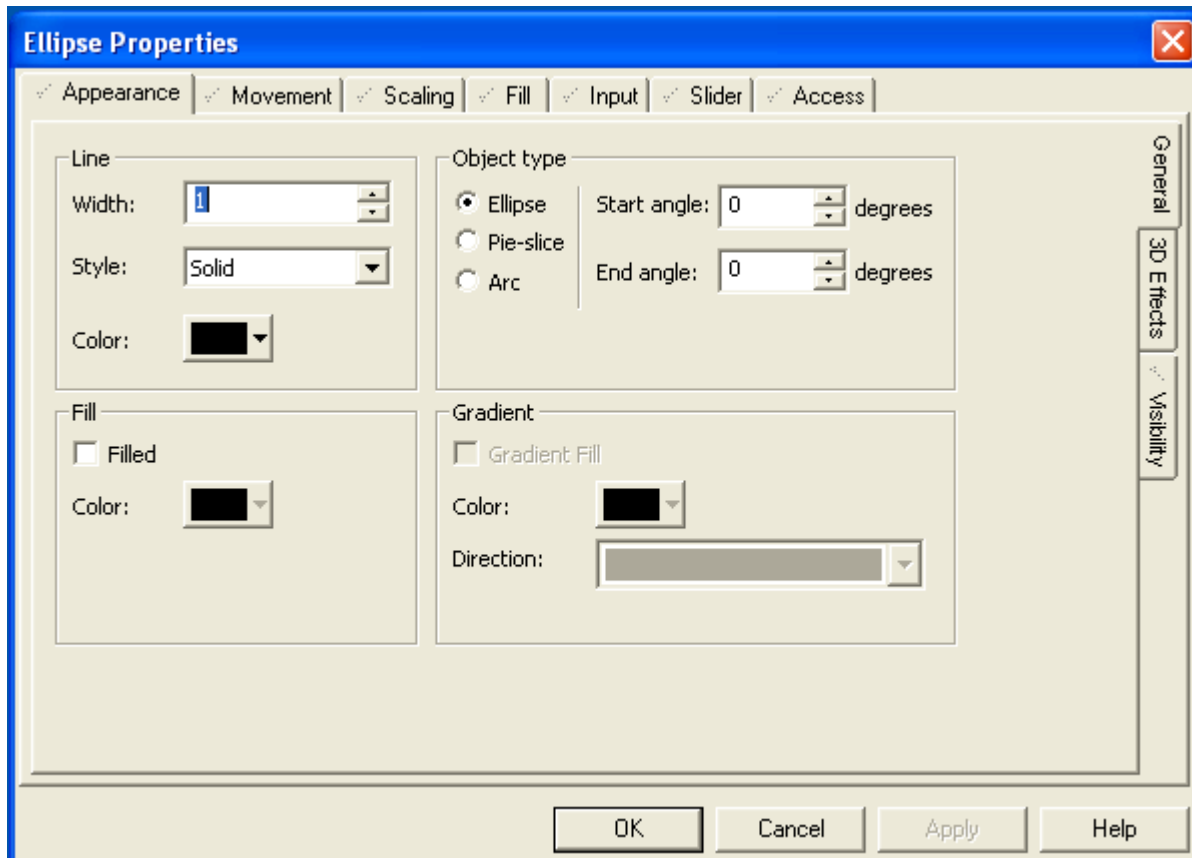 Ellipse Properties
Appearance
Movement
Scaling
Fill
Input
Slider
Access
General
3D Effects
Visibility
Line
Width: 1
Style: Solid
Color:
Object type
Ellipse
Pie-slice
Arc
Start angle: 0 degrees
End angle: 0 degrees
Fill
Filled
Color:
Gradient
Gradient Fill
Color:
Direction:
OK
Cancel
Apply
Help